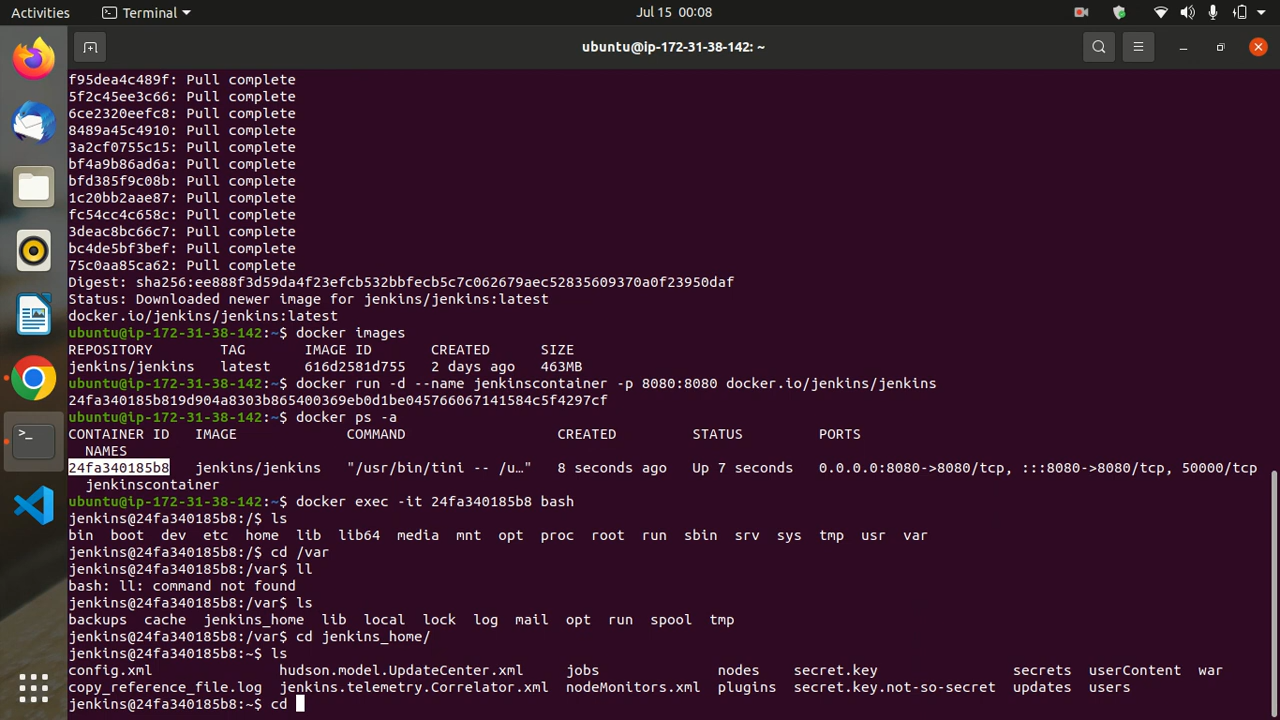 Activities
Terminal
Jul 15 00:08
ubuntu@ip-172-31-38-142: ~
f95dea4c489f: Pull complete
5f2c45ee3c66: Pull complete
6ce2320eefc8: Pull complete
8489a45c4910: Pull complete
3a2cf0755c15: Pull complete
bf4a9b86ad6a: Pull complete
bfd385f9c08b: Pull complete
1c20bb2aae87: Pull complete
fc54cc4c658c: Pull complete
3deac8bc66c7: Pull complete
bc4de5bf3bef: Pull complete
75c0aa85ca62: Pull complete
Digest: sha256:ee888f3d59da4f23efcb532bbfecb5c7c062679aec52835609370a0f23950daf
Status: Downloaded newer image for jenkins/jenkins:latest
docker.io/jenkins/jenkins:latest
ubuntu@ip-172-31-38-142:~$ docker images
REPOSITORY        TAG       IMAGE ID       CREATED      SIZE
jenkins/jenkins   latest    616d2581d755   2 days ago   463MB
ubuntu@ip-172-31-38-142:~$ docker run -d --name jenkinscontainer -p 8080:8080 docker.io/jenkins/jenkins
24fa340185b819d904a8303b865400369eb0d1be045766067141584c5f4297cf
ubuntu@ip-172-31-38-142:~$ docker ps -a
CONTAINER ID   IMAGE             COMMAND                  CREATED         STATUS         PORTS
  NAMES
24fa340185b8   jenkins/jenkins   "/usr/bin/tini -- /u…"   8 seconds ago   Up 7 seconds   0.0.0.0:8080->8080/tcp, :::8080->8080/tcp, 50000/tcp
  jenkinscontainer
ubuntu@ip-172-31-38-142:~$ docker exec -it 24fa340185b8 bash
jenkins@24fa340185b8:/$ ls
bin  boot  dev  etc  home  lib  lib64  media  mnt  opt  proc  root  run  sbin  srv  sys  tmp  usr  var
jenkins@24fa340185b8:/$ cd /var
jenkins@24fa340185b8:/var$ ll
bash: ll: command not found
jenkins@24fa340185b8:/var$ ls
backups  cache  jenkins_home  lib  local  lock  log  mail  opt  run  spool  tmp
jenkins@24fa340185b8:/var$ cd jenkins_home/
jenkins@24fa340185b8:~$ ls
config.xml               hudson.model.UpdateCenter.xml     jobs              nodes    secret.key                secrets  userContent  war
copy_reference_file.log  jenkins.telemetry.Correlator.xml  nodeMonitors.xml  plugins  secret.key.not-so-secret  updates  users
jenkins@24fa340185b8:~$ cd